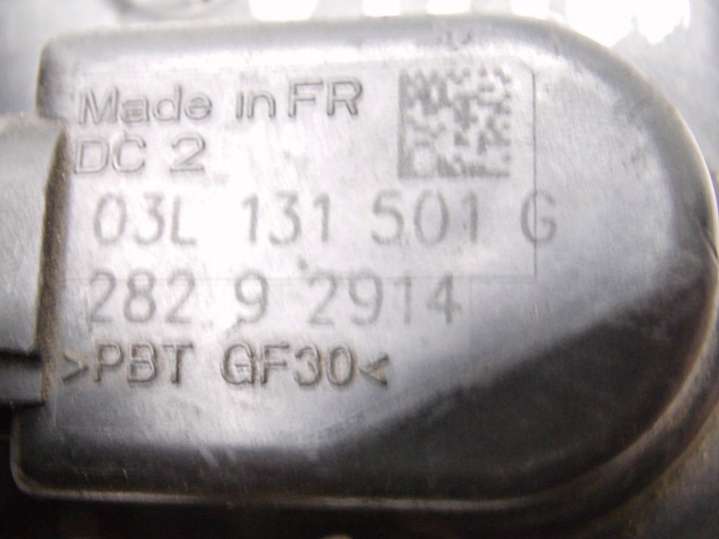 Made in FR
DC 2
03L 131 501 G
282 9 2914
>PBT GF30<